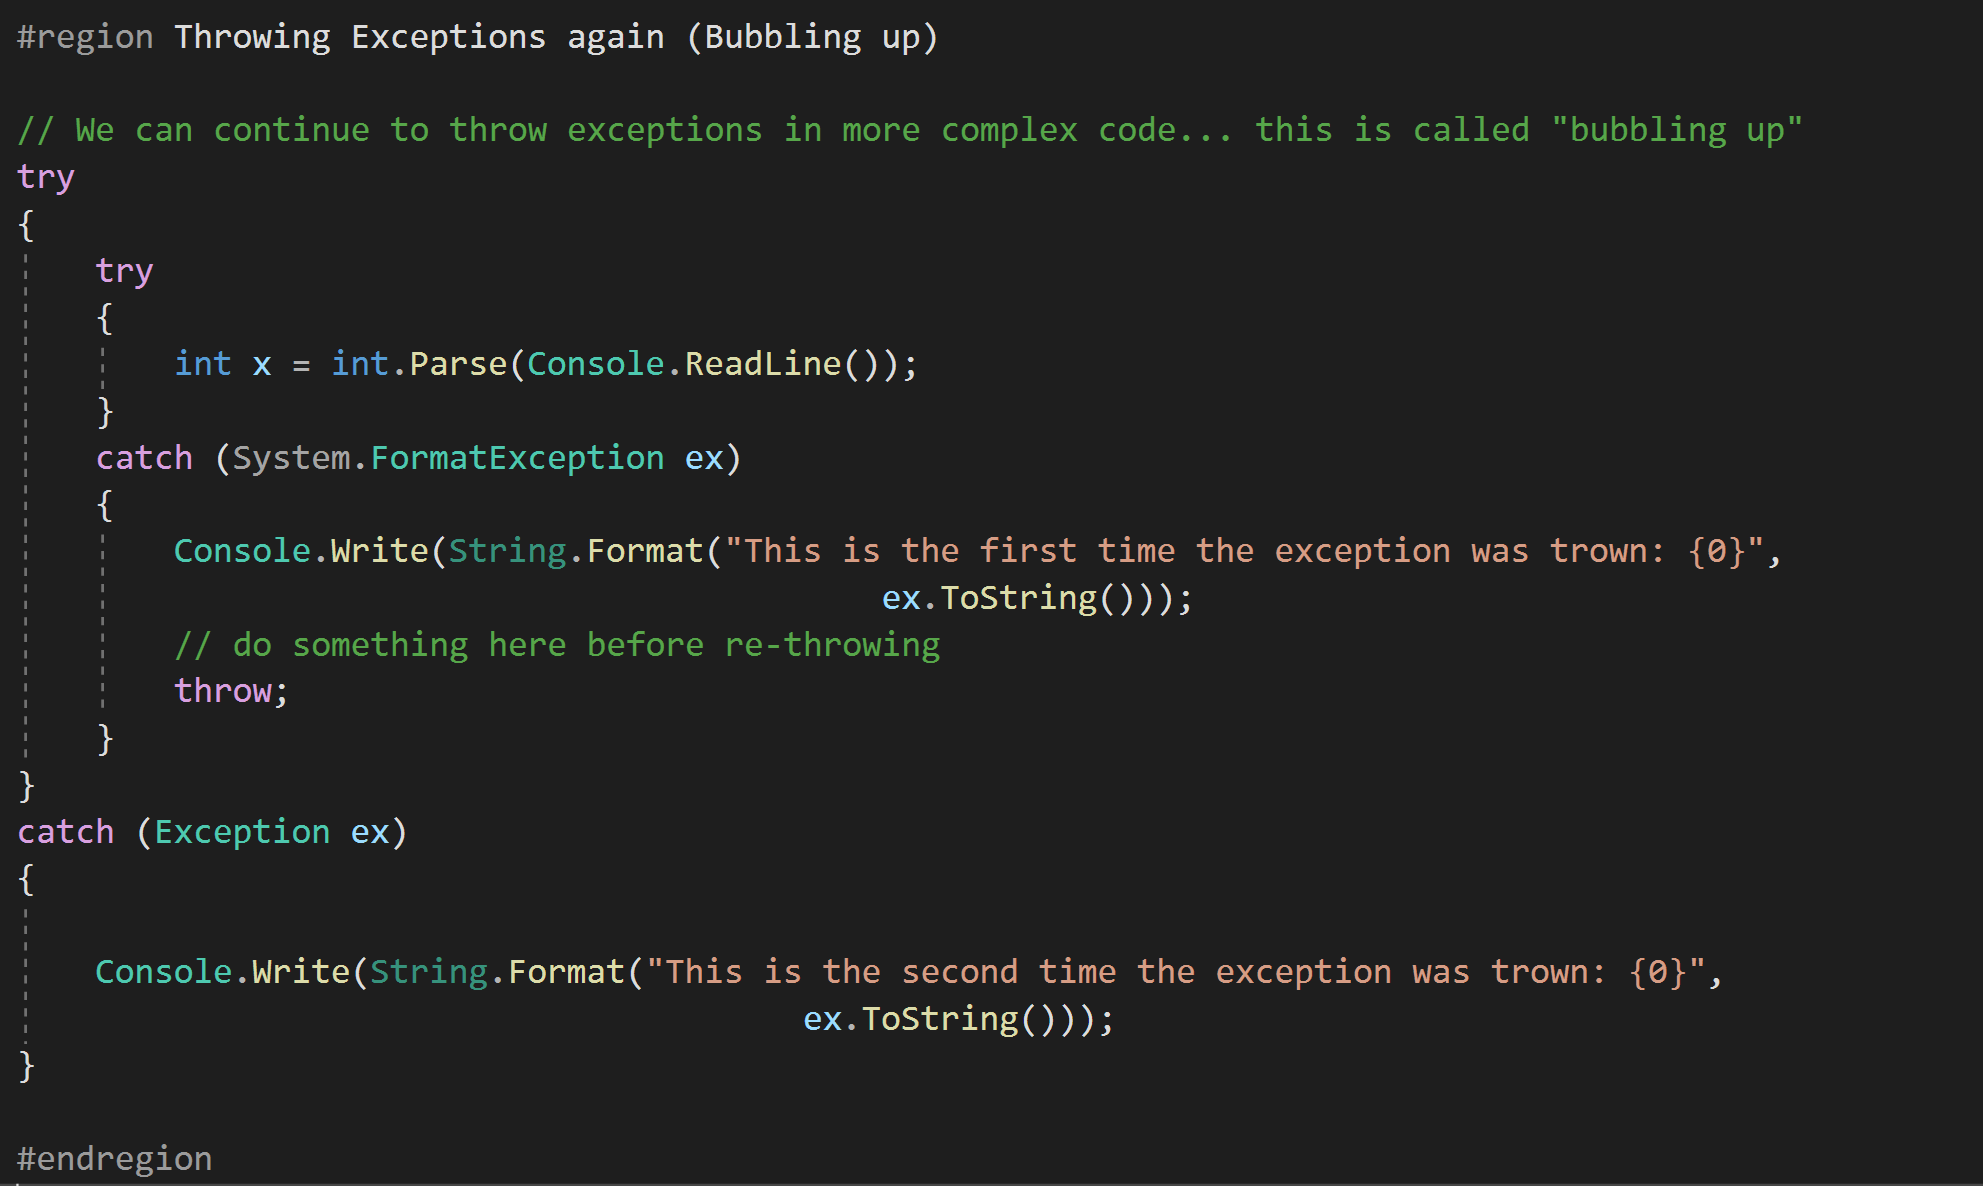 #region Throwing Exceptions again (Bubbling up)
// We can continue to throw exceptions in more complex code... this is called "bubbling up"
try
{
    try
    {
        int x = int.Parse(Console.ReadLine());
    }
    catch (System.FormatException ex)
    {
        Console.Write(String.Format("This is the first time the exception was trown: {0}",
                                            ex.ToString()));
        // do something here before re-throwing
        throw;
    }
}
catch (Exception ex)
{
    Console.Write(String.Format("This is the second time the exception was trown: {0}",
                                        ex.ToString()));
}
#endregion